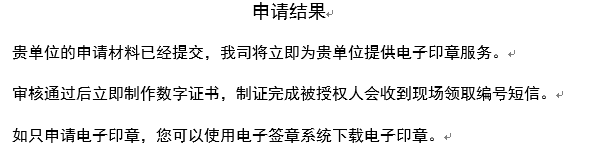 申请结果
贵单位的申请材料已经提交，我司将立即为贵单位提供电子印章服务。
审核通过后立即制作数字证书，制证完成被授权人会收到现场领取编号短信。
如只申请电子印章，您可以使用电子签章系统下载电子印章。